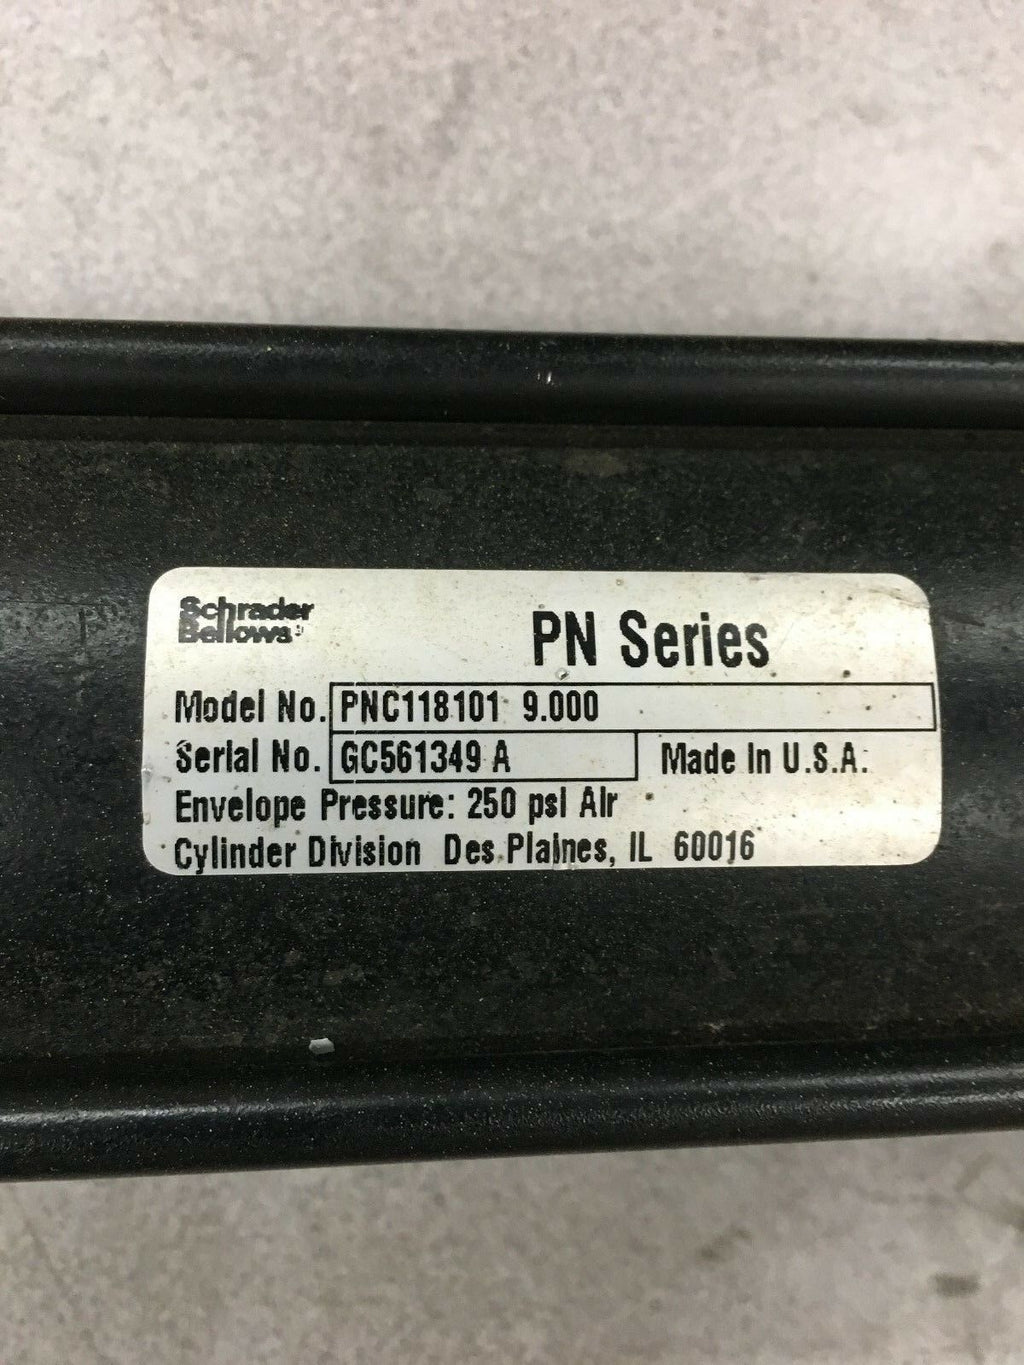 Schrader
Bellows
PN Series
Model No. PNC118101 9.000
Serial No. GC561349 A Made In U.S.A.
Envelope Pressure: 250 psi Air
Cylinder Division Des Plaines, IL 60016